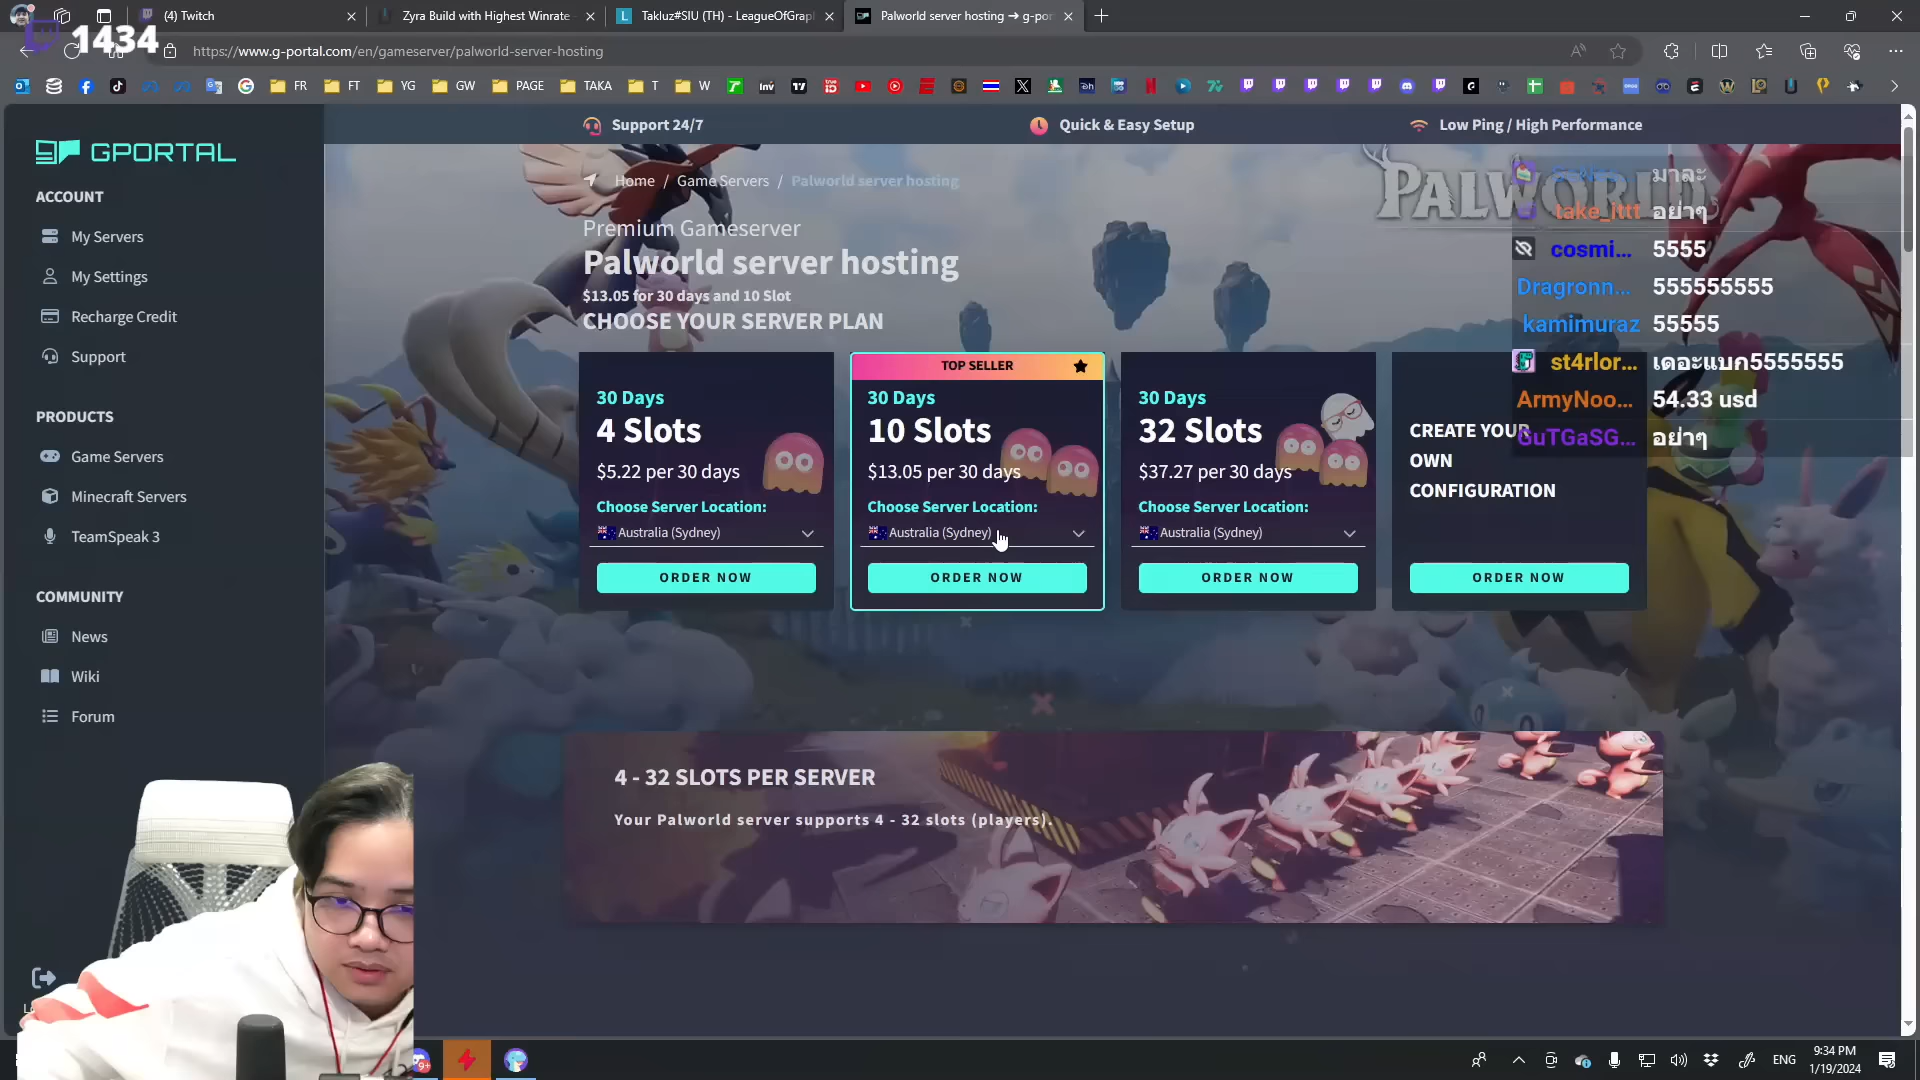 (4) Twitch
Zyra Build with Highest Winrate
Takluz#SIU (TH) - LeagueOfGrap
Palworld server hosting ➔ g-por
1434
https://www.g-portal.com/en/gameserver/palworld-server-hosting
FR
FT
YG
GW
PAGE
TAKA
T
W
GPORTAL
Support 24/7
Quick & Easy Setup
Low Ping / High Performance
ACCOUNT
My Servers
My Settings
Recharge Credit
Support
PRODUCTS
Game Servers
Minecraft Servers
TeamSpeak 3
COMMUNITY
News
Wiki
Forum
Home / Game Servers / Palworld server hosting
Premium Gameserver
Palworld server hosting
$13.05 for 30 days and 10 Slot
CHOOSE YOUR SERVER PLAN
30 Days
4 Slots
$5.22 per 30 days
Choose Server Location:
Australia (Sydney)
ORDER NOW
TOP SELLER
30 Days
10 Slots
$13.05 per 30 days
Choose Server Location:
Australia (Sydney)
ORDER NOW
30 Days
32 Slots
$37.27 per 30 days
Choose Server Location:
Australia (Sydney)
ORDER NOW
CREATE YOUR
OWN
CONFIGURATION
ORDER NOW
PALWORLD
มาละ
take_ittt อย่าๆ
cosmi... 5555
Dragronn... 555555555
kamimuraz 55555
st4rlor... เดอะแบก5555555
ArmyNoo... 54.33 usd
GuTGaSG... อย่าๆ
4 - 32 SLOTS PER SERVER
Your Palworld server supports 4 - 32 slots (players).
ENG
9:34 PM
1/19/2024